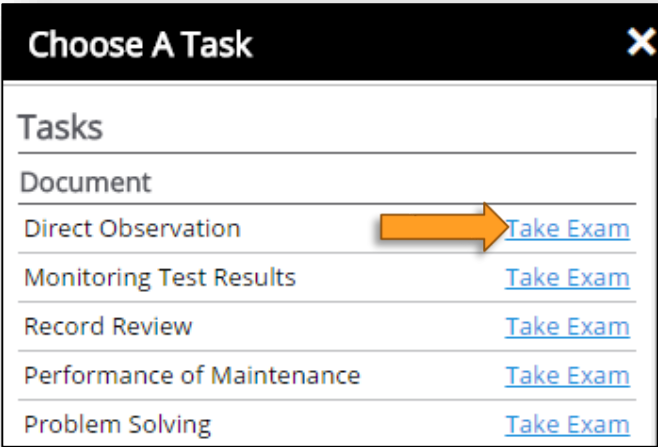 Choose A Task
Tasks
Document
Direct Observation Take Exam
Monitoring Test Results Take Exam
Record Review Take Exam
Performance of Maintenance Take Exam
Problem Solving Take Exam